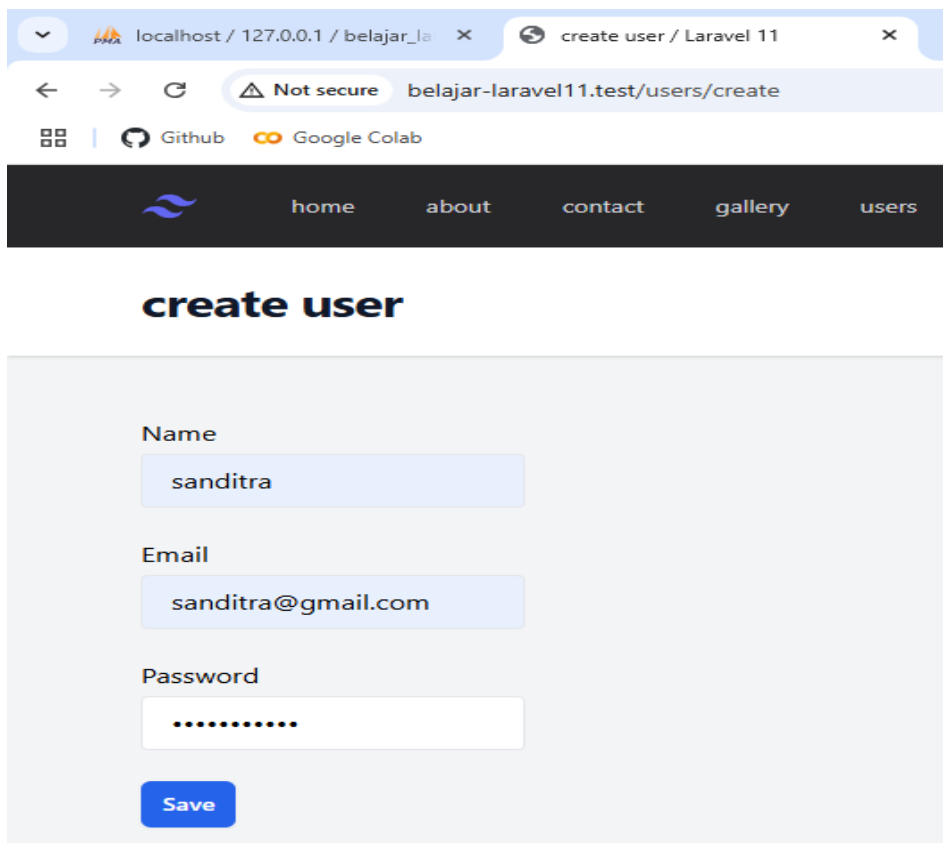 PMA localhost / 127.0.0.1 / belajar_la create user / Laravel 11
Not secure belajar-laravel11.test/users/create
Github Google Colab
home about contact gallery users
create user
Name
sanditra
Email
sanditra@gmail.com
Password
•••••••••••
Save